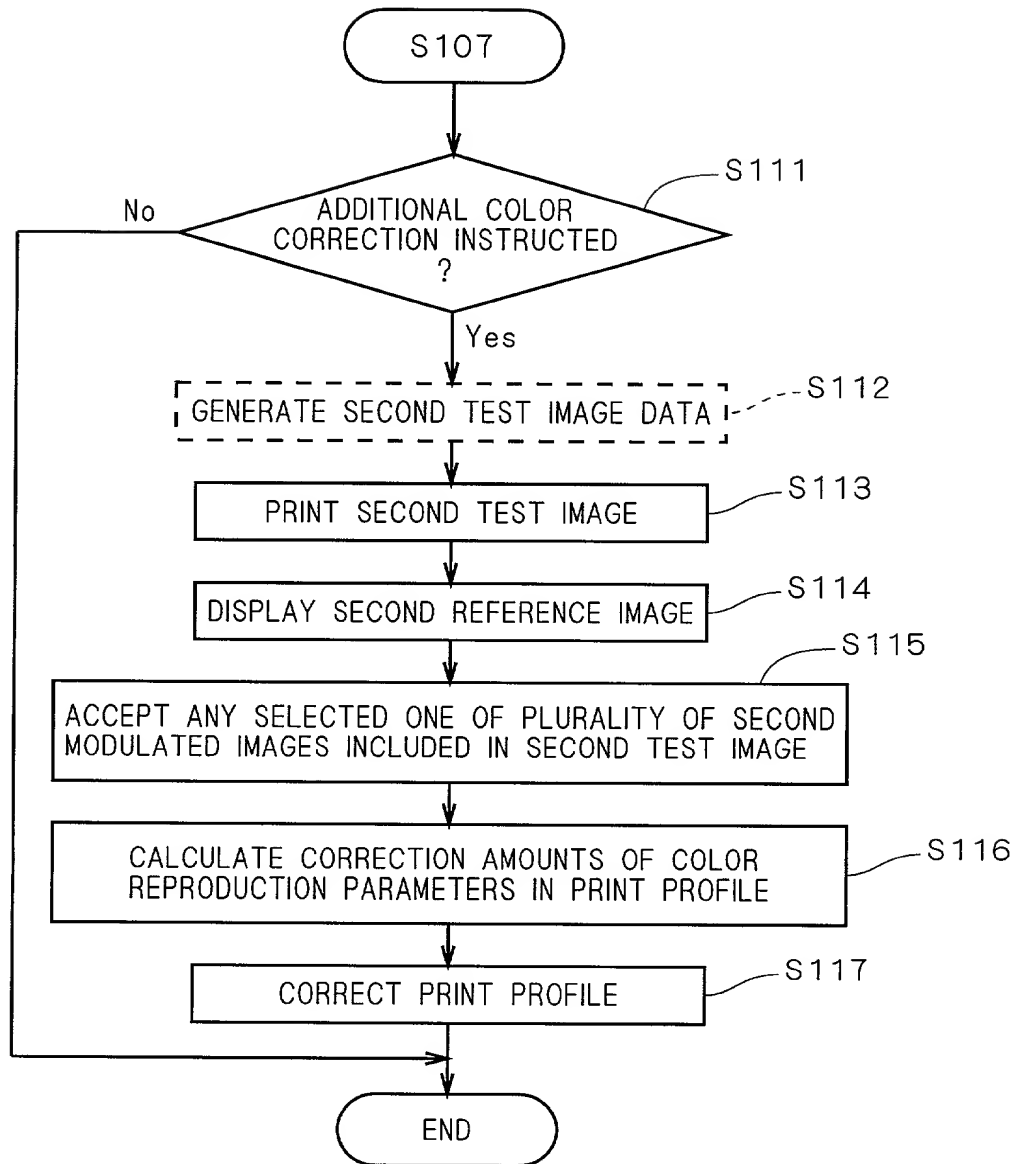 S107
S111
No
ADDITIONAL COLOR
CORRECTION INSTRUCTED
?
Yes
S112
GENERATE SECOND TEST IMAGE DATA
S113
PRINT SECOND TEST IMAGE
S114
DISPLAY SECOND REFERENCE IMAGE
S115
ACCEPT ANY SELECTED ONE OF PLURALITY OF SECOND
MODULATED IMAGES INCLUDED IN SECOND TEST IMAGE
S116
CALCULATE CORRECTION AMOUNTS OF COLOR
REPRODUCTION PARAMETERS IN PRINT PROFILE
S117
CORRECT PRINT PROFILE
END